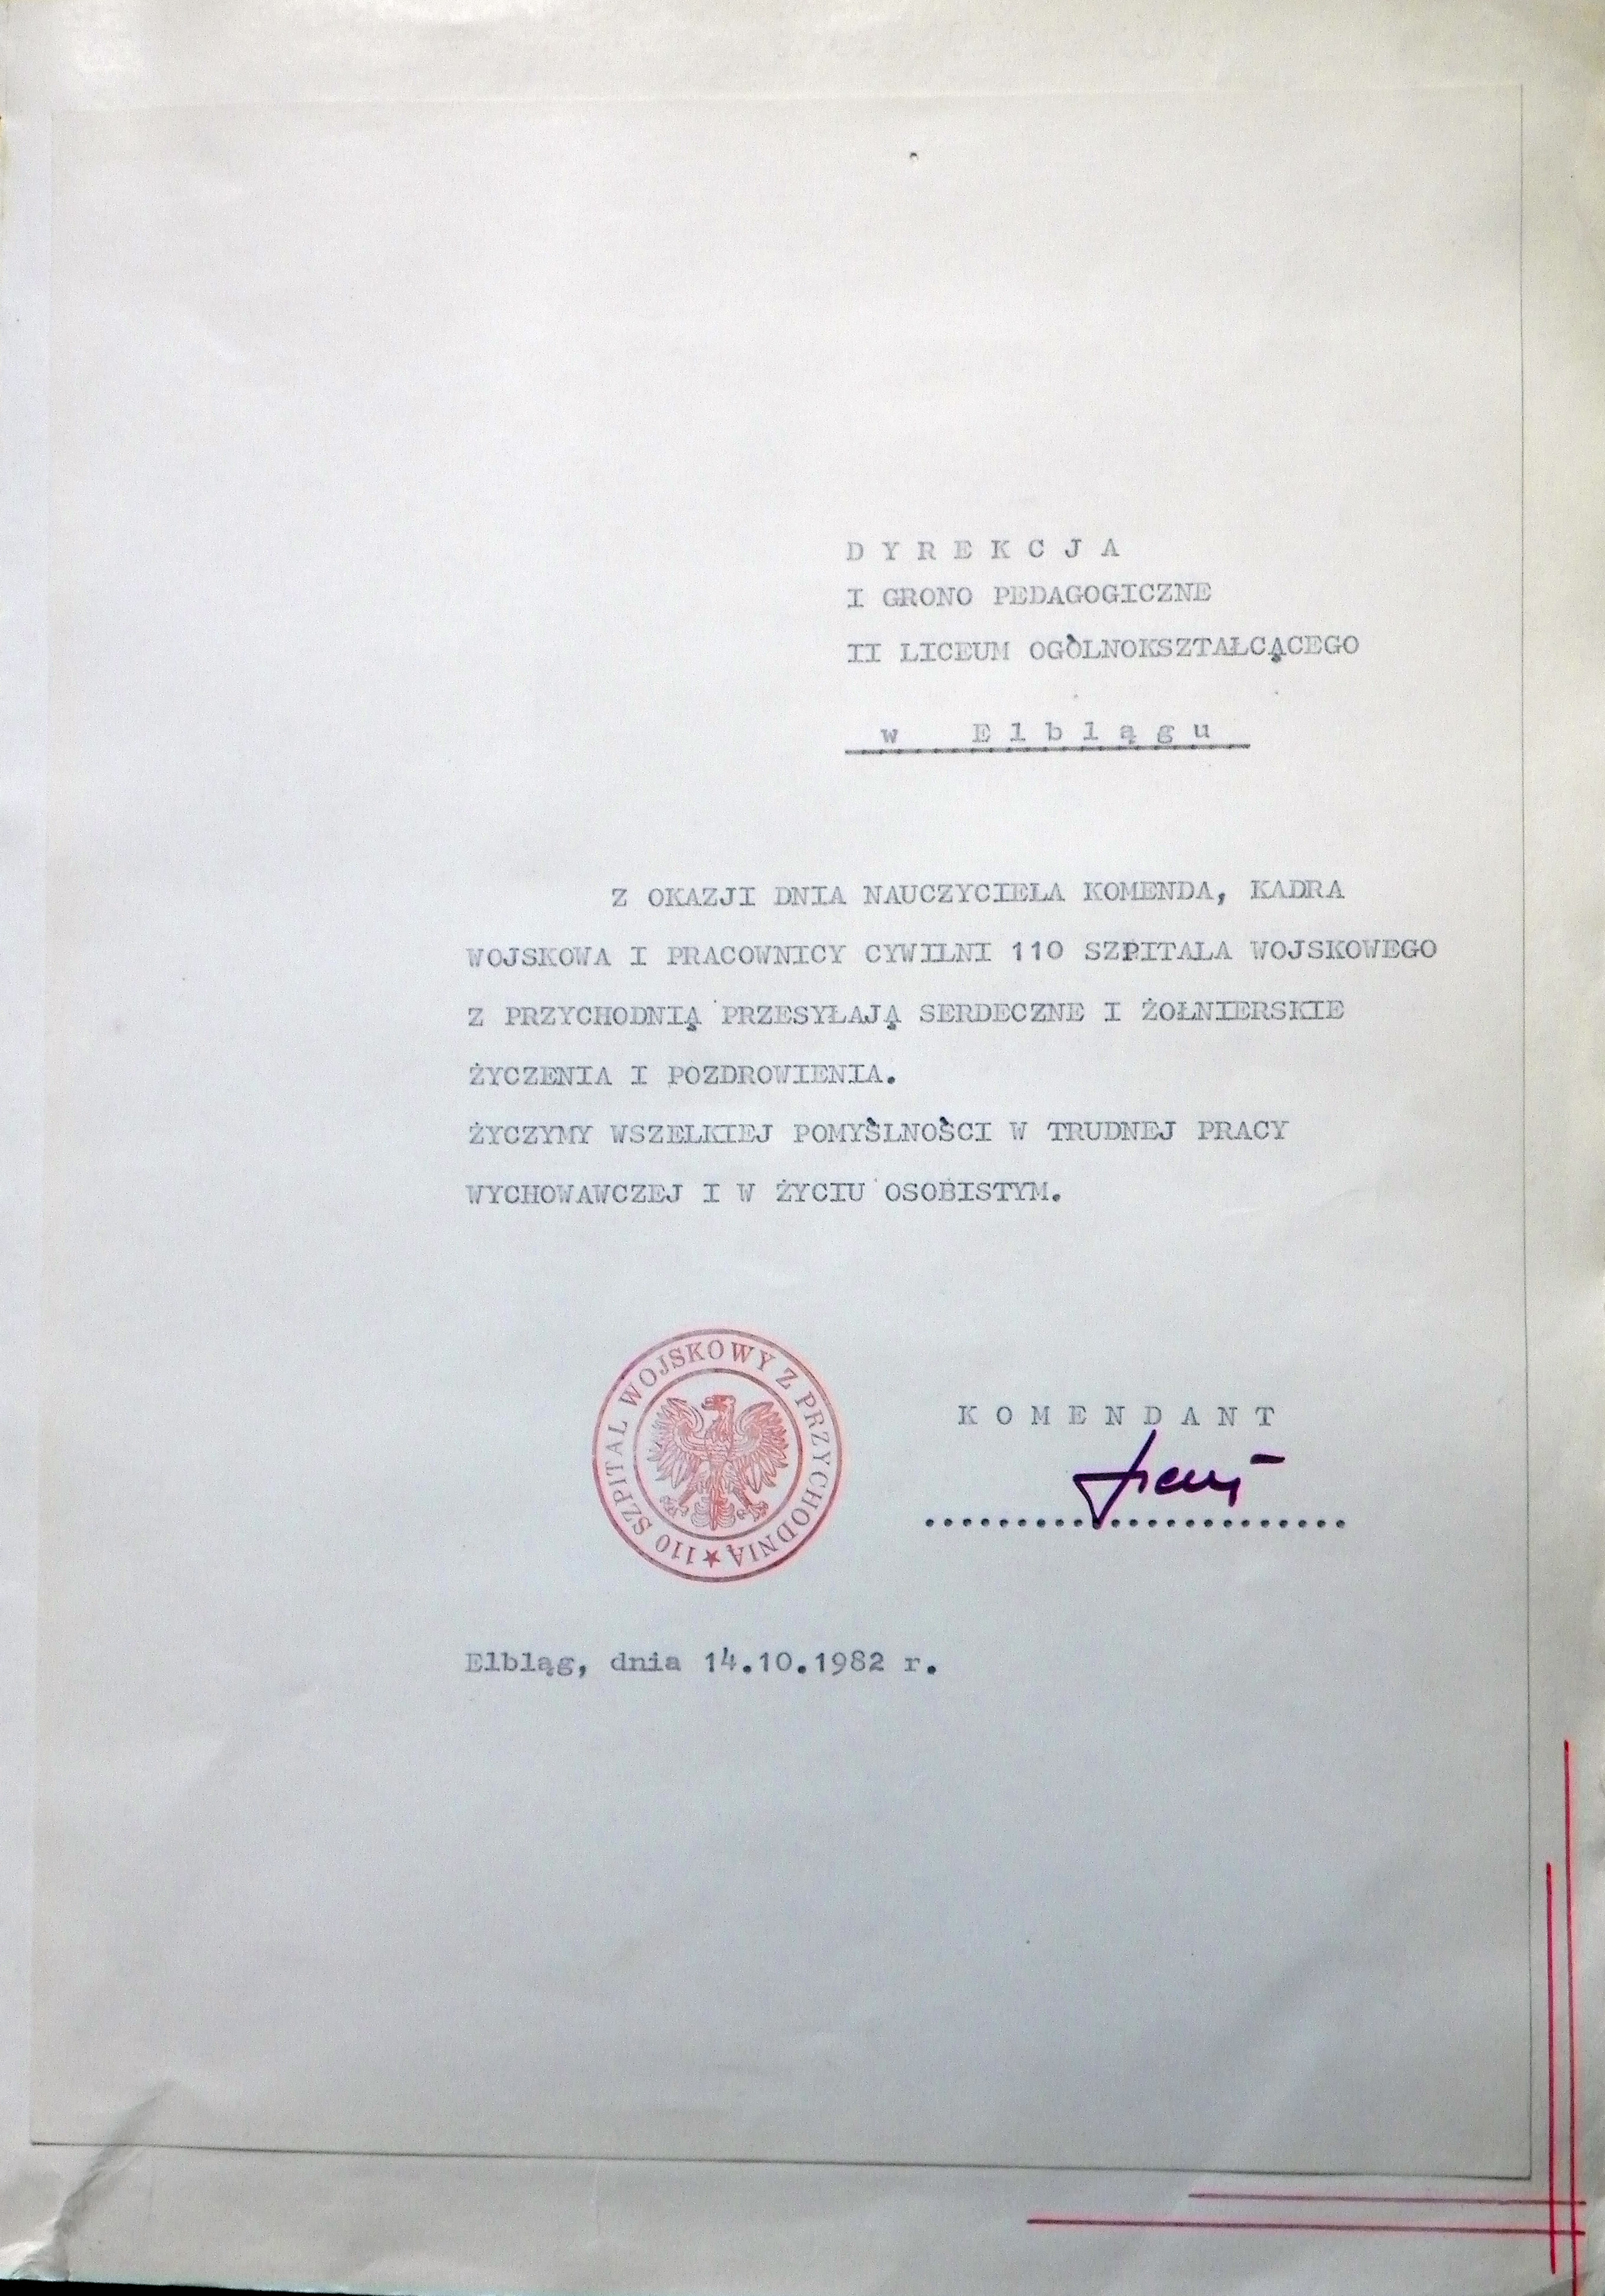 D Y R E K C J A
I GRONO PEDAGOGICZNE
II LICEUM OGÓLNOKSZTAŁCĄCEGO
w E l b l ą g u
Z OKAZJI DNIA NAUCZYCIELA KOMENDA, KADRA
WOJSKOWA I PRACOWNICY CYWILNI 110 SZPITALA WOJSKOWEGO
Z PRZYCHODNIĄ PRZESYŁAJĄ SERDECZNE I ŻOŁNIERSKIE
ŻYCZENIA I POZDROWIENIA.
ŻYCZYMY WSZELKIEJ POMYŚLNOŚCI W TRUDNEJ PRACY
WYCHOWAWCZEJ I W ŻYCIU OSOBISTYM.
110 SZPITAL WOJSKOWY Z PRZYCHODNIĄ
K O M E N D A N T
Elbląg, dnia 14.10.1982 r.